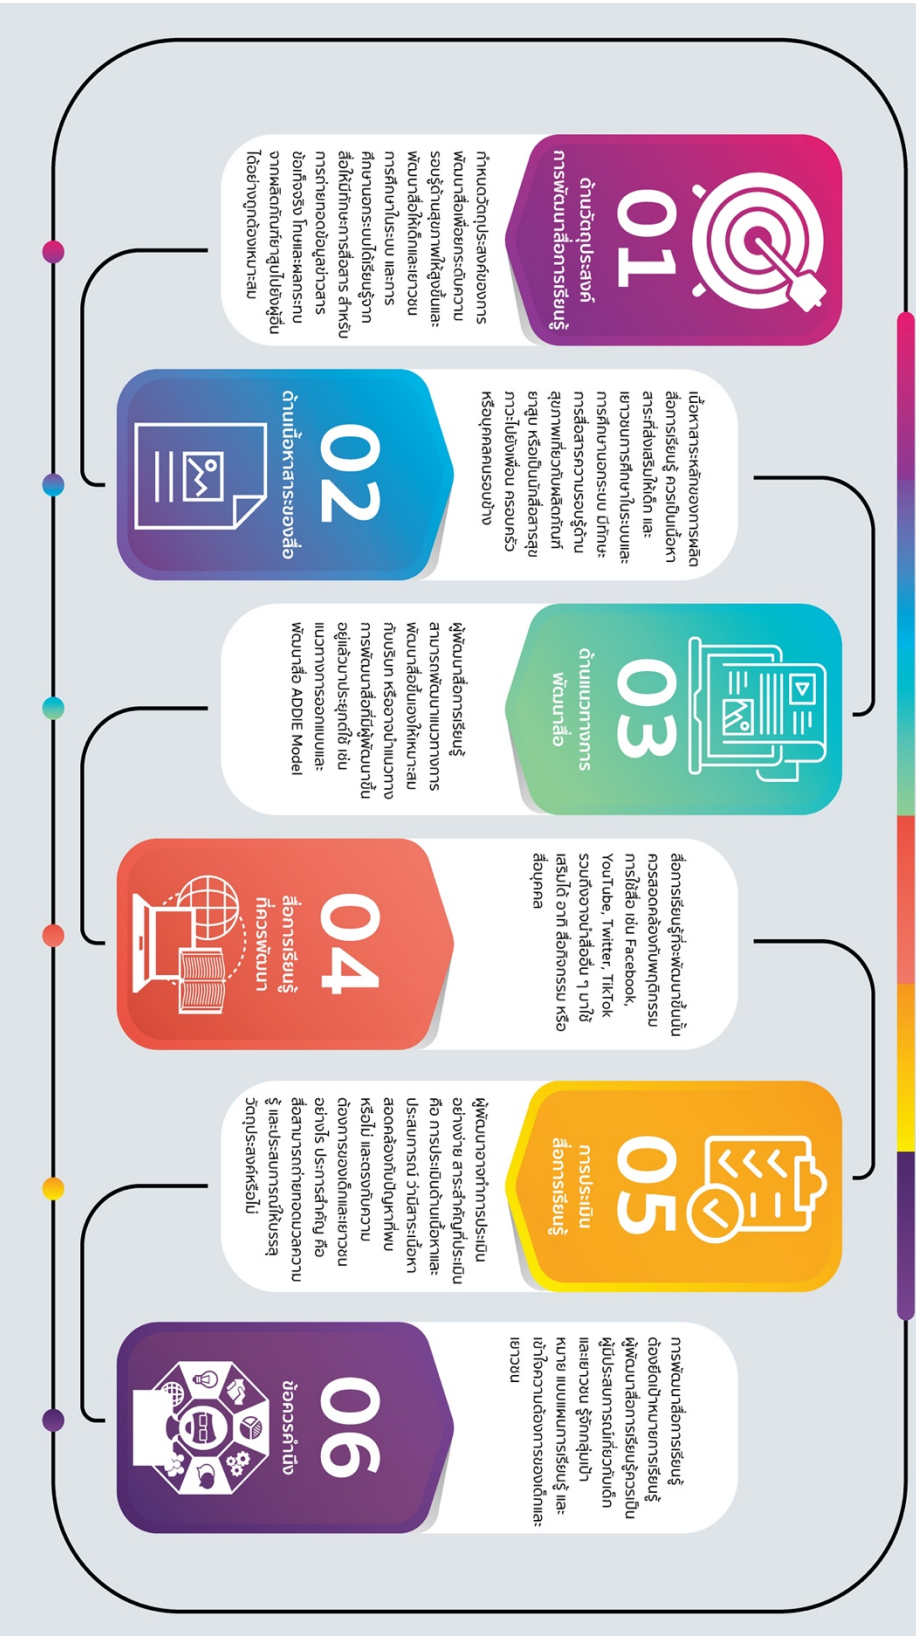 01
ด้านวัตถุประสงค์
การพัฒนาสื่อการเรียนรู้
กำหนดวัตถุประสงค์ของการ
พัฒนาสื่อเพื่อยกระดับความ
รอบรู้ด้านสุขภาพให้สูงขึ้นและ
พัฒนาสื่อให้เด็กและเยาวชน
การศึกษาในระบบ และการ
ศึกษานอกระบบได้เรียนรู้จาก
สื่อให้มีทักษะการสื่อสาร สำหรับ
การถ่ายทอดข้อมูลข่าวสาร
ข้อเท็จจริง โทษและผลกระทบ
จากผลิตภัณฑ์ยาสูบไปยังผู้อื่น
ได้อย่างถูกต้องเหมาะสม
02
ด้านเนื้อหาสาระของสื่อ
เนื้อหาสาระหลักของการผลิต
สื่อการเรียนรู้ ควรเป็นเนื้อหา
สาระที่ส่งเสริมให้เด็ก และ
เยาวชนการศึกษาในระบบและ
การศึกษานอกระบบ มีทักษะ
การสื่อสารความรอบรู้ด้าน
สุขภาพเกี่ยวกับผลิตภัณฑ์
ยาสูบ หรือเป็นนักสื่อสารสุข
ภาวะไปยังเพื่อน ครอบครัว
หรือบุคคลคนรอบข้าง
03
ด้านแนวทางการ
พัฒนาสื่อ
ผู้พัฒนาสื่อการเรียนรู้
สามารถพัฒนาแนวทางการ
พัฒนาสื่อขึ้นเองให้เหมาะสม
กับบริบท หรืออาจนำแนวทาง
การพัฒนาสื่อที่มีผู้พัฒนาขึ้น
อยู่แล้วมาประยุกต์ใช้ เช่น
แนวทางการออกแบบและ
พัฒนาสื่อ ADDIE Model
04
สื่อการเรียนรู้
ที่ควรพัฒนา
สื่อการเรียนรู้ที่จะพัฒนาขึ้นนั้น
ควรสอดคล้องกับพฤติกรรม
การใช้สื่อ เช่น Facebook,
YouTube, Twitter, TikTok
รวมถึงอาจนำสื่ออื่น ๆ มาใช้
เสริมได้ อาทิ สื่อกิจกรรม หรือ
สื่อบุคคล
05
การประเมิน
สื่อการเรียนรู้
ผู้พัฒนาอาจทำการประเมิน
อย่างง่าย สาระสำคัญที่ประเมิน
คือ การประเมินด้านเนื้อหาและ
ประสบการณ์ ว่ามีสาระเนื้อหา
สอดคล้องกับปัญหาที่พบ
หรือไม่ และตรงกับความ
ต้องการของเด็กและเยาวชน
อย่างไร ประการสำคัญ คือ
สื่อสามารถถ่ายทอดมวลความ
รู้ และประสบการณ์ให้บรรลุ
วัตถุประสงค์หรือไม่
06
ข้อควรคำนึง
การพัฒนาสื่อการเรียนรู้
ต้องยึดเป้าหมายการเรียนรู้
ผู้พัฒนาสื่อการเรียนรู้ควรเป็น
ผู้มีประสบการณ์เกี่ยวกับเด็ก
และเยาวชน รู้จักกลุ่มเป้า
หมาย แบบแผนการเรียนรู้ และ
เข้าใจความต้องการของเด็กและ
เยาวชน